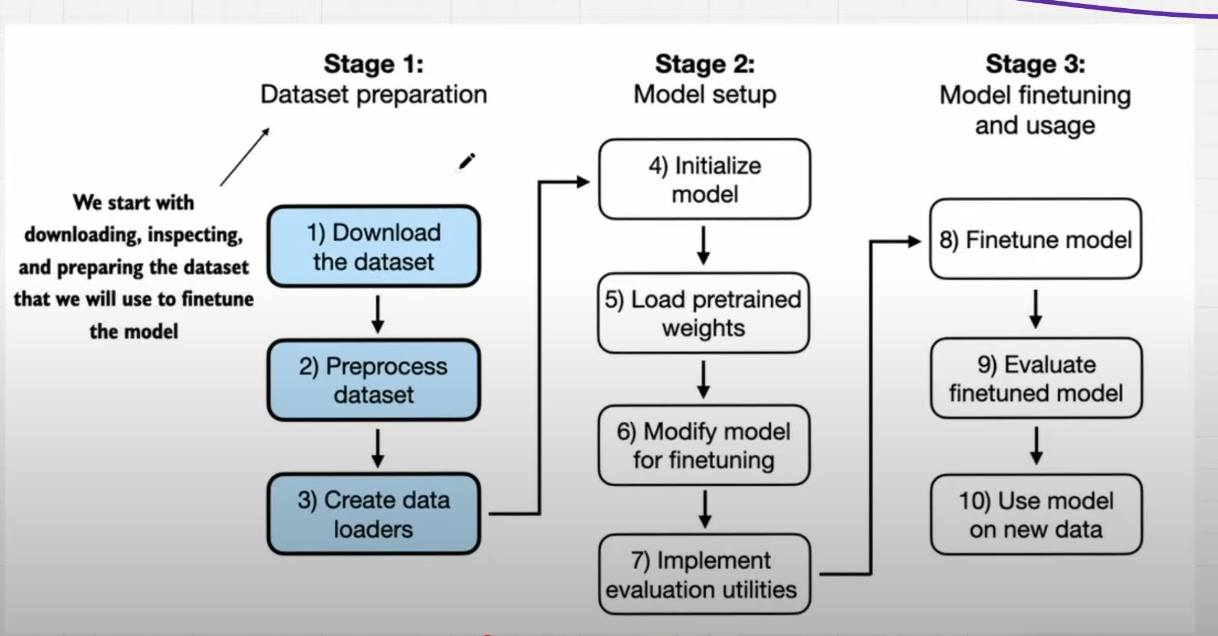 Stage 1:
Dataset preparation
We start with
downloading, inspecting,
and preparing the dataset
that we will use to finetune
the model
1) Download
the dataset
2) Preprocess
dataset
3) Create data
loaders
Stage 2:
Model setup
4) Initialize
model
5) Load pretrained
weights
6) Modify model
for finetuning
7) Implement
evaluation utilities
Stage 3:
Model finetuning
and usage
8) Finetune model
9) Evaluate
finetuned model
10) Use model
on new data